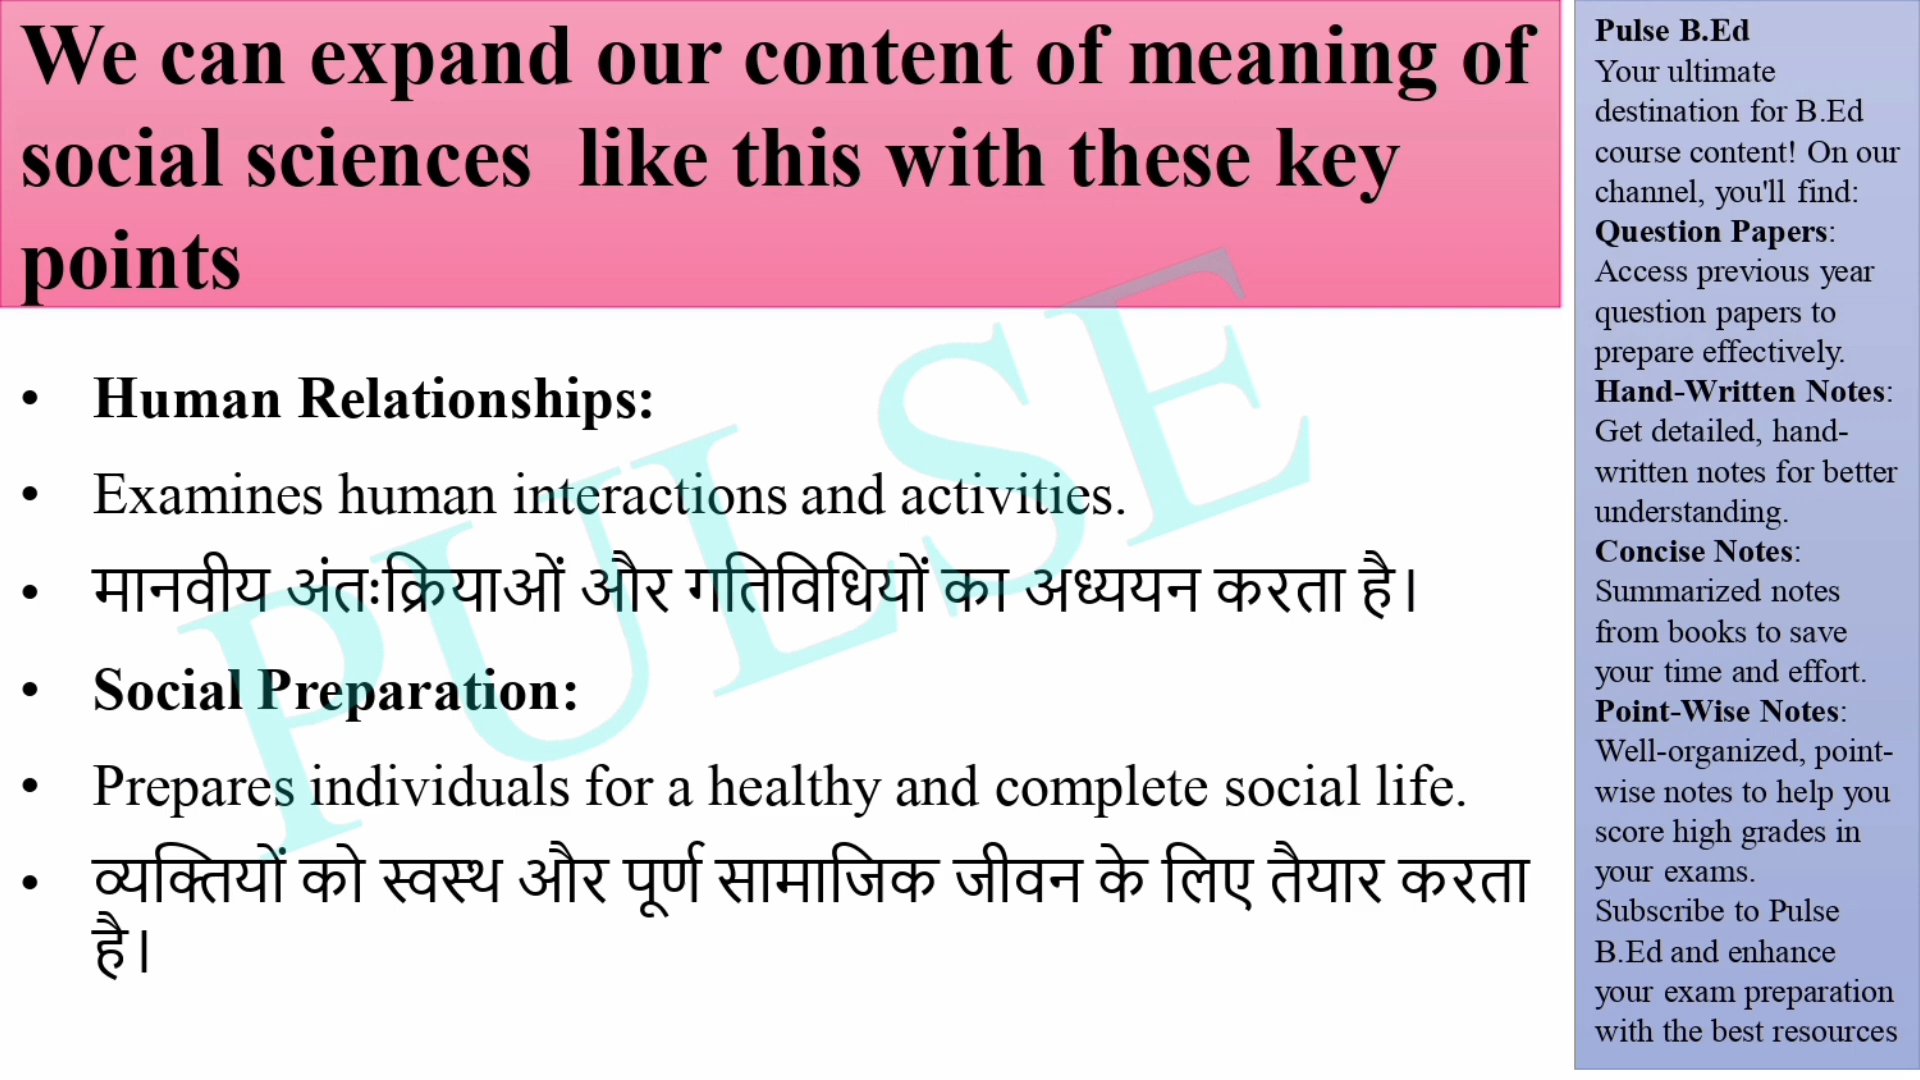 We can expand our content of meaning of
social sciences like this with these key
points
• Human Relationships:
• Examines human interactions and activities.
• मानवीय अंतःक्रियाओं और गतिविधियों का अध्ययन करता है।
• Social Preparation:
• Prepares individuals for a healthy and complete social life.
• व्यक्तियों को स्वस्थ और पूर्ण सामाजिक जीवन के लिए तैयार करता
है।
PULSE
Pulse B.Ed
Your ultimate
destination for B.Ed
course content! On our
channel, you'll find:
Question Papers:
Access previous year
question papers to
prepare effectively.
Hand-Written Notes:
Get detailed, hand-
written notes for better
understanding.
Concise Notes:
Summarized notes
from books to save
your time and effort.
Point-Wise Notes:
Well-organized, point-
wise notes to help you
score high grades in
your exams.
Subscribe to Pulse
B.Ed and enhance
your exam preparation
with the best resources